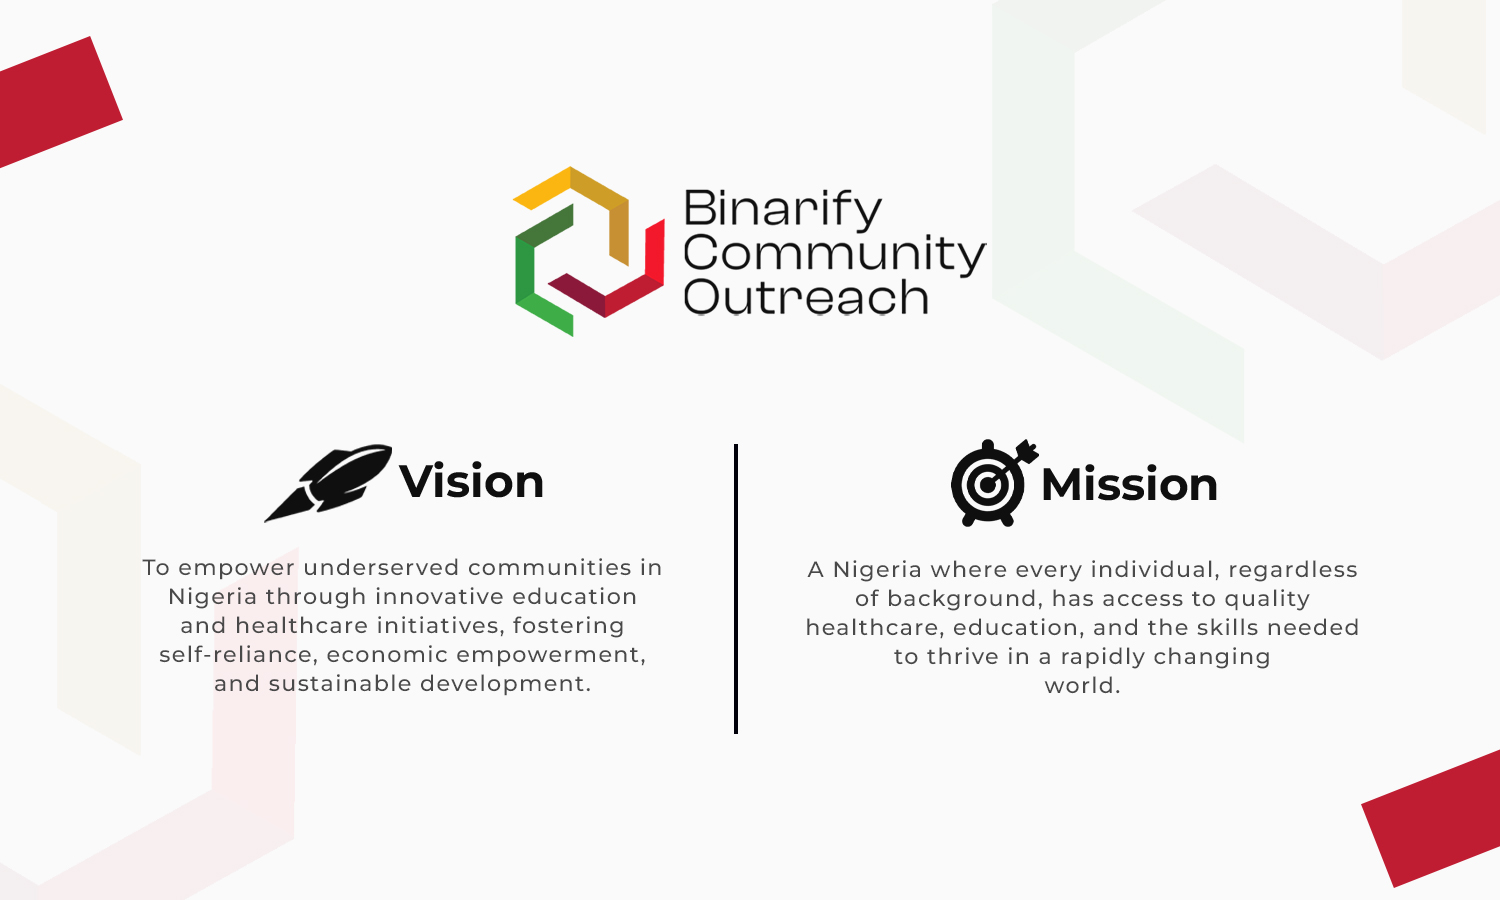 Binarify
Community
Outreach
Vision
To empower underserved communities in
Nigeria through innovative education
and healthcare initiatives, fostering
self-reliance, economic empowerment,
and sustainable development.
Mission
A Nigeria where every individual, regardless
of background, has access to quality
healthcare, education, and the skills needed
to thrive in a rapidly changing
world.